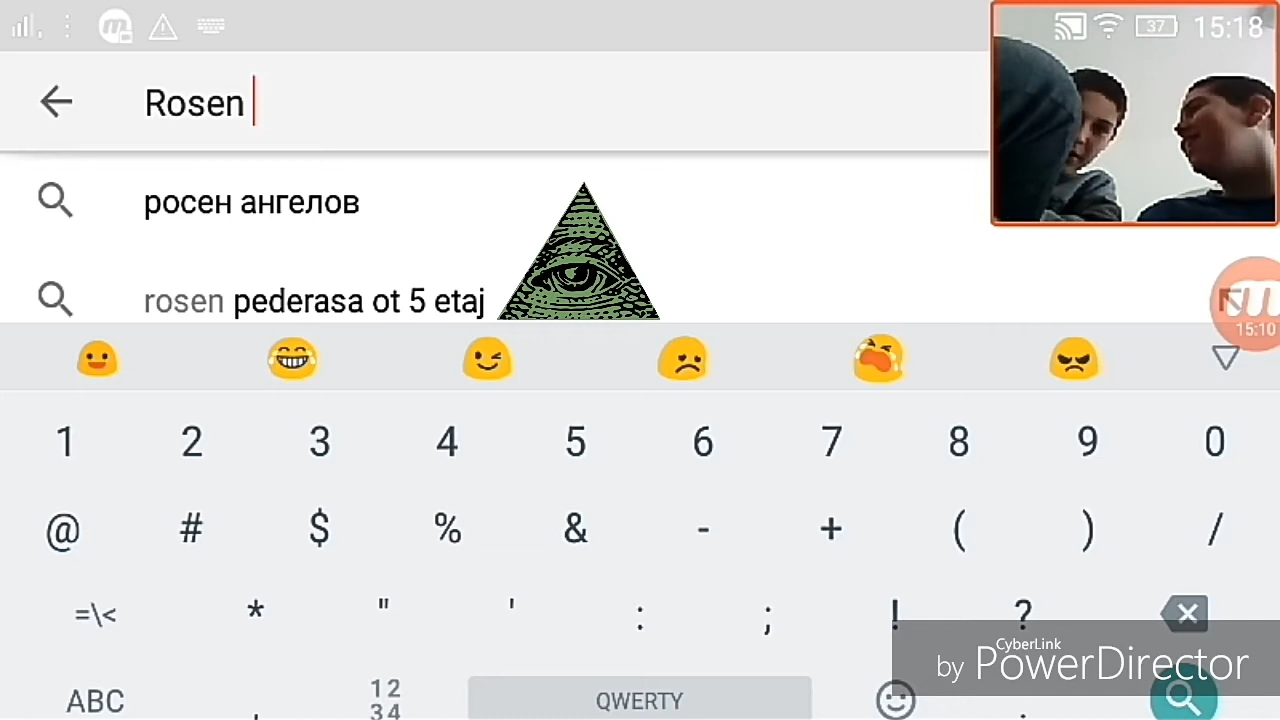 37 15:18
Rosen
росен ангелов
rosen pederasa ot 5 etaj
15:10
1 2 3 4 5 6 7 8 9 0
@ # $ % & - + ( ) /
=\< * " ' : ; ! ?
CyberLink
by PowerDirector
ABC , 12 34 QWERTY .